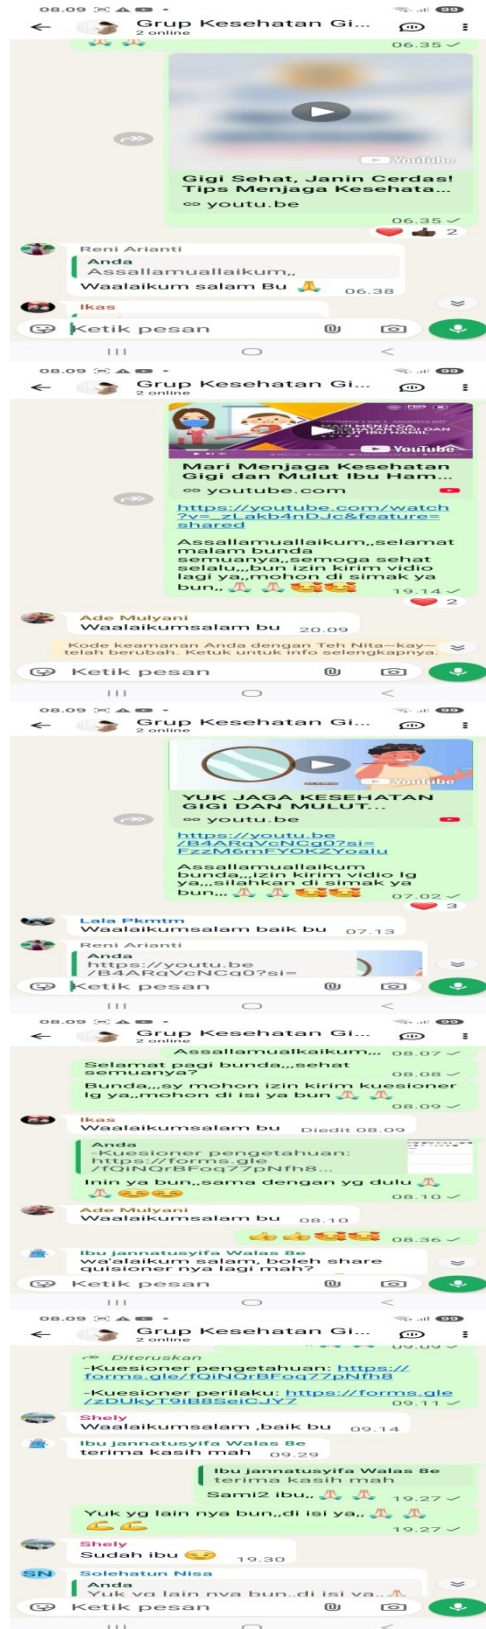 08.09
99
Grup Kesehatan Gi...
2 online
06.35
YouTube
Gigi Sehat, Janin Cerdas!
Tips Menjaga Kesehata...
youtu.be
06.35
2
Reni Arianti
Anda
Assallamuallaikum,,
Waalaikum salam Bu 🙏 06.38
Ikas
Ketik pesan
08.09
99
Grup Kesehatan Gi...
2 online
YouTube
Mari Menjaga Kesehatan
Gigi dan Mulut Ibu Ham...
youtube.com
https://youtube.com/watch
?v=_zLakb4nDJc&feature=
shared
Assallamuallaikum,,selamat
malam bunda
semuanya,,semoga sehat
selalu,,,bun izin kirim vidio
lagi ya,,mohon di simak ya
bun,, 🙏 🙏 🥰🥰 19.14
2
Ade Mulyani
Waalaikumsalam bu 20.09
Kode keamanan Anda dengan Teh Nita--kay--
telah berubah. Ketuk untuk info selengkapnya.
Ketik pesan
08.09
99
Grup Kesehatan Gi...
2 online
YouTube
YUK JAGA KESEHATAN
GIGI DAN MULUT...
youtu.be
https://youtu.be
/B4ARqVcNCg0?si=
FzzM6mFYOKZYoaIu
Assallamuallaikum
bunda,,,izin kirim vidio lg
ya,,,silahkan di simak ya
bun,,, 🙏 🙏 🥰🥰 07.02
3
Lala Pkmtm
Waalaikumsalam baik bu 07.13
Reni Arianti
Anda
https://youtu.be
/B4ARqVcNCg0?si=
Ketik pesan
08.09
99
Grup Kesehatan Gi...
2 online
Assallamualkaikum,,, 08.07
Selamat pagi bunda,,,sehat
semuanya? 08.08
Bunda,,,sy mohon izin kirim kuesioner
lg ya,,mohon di isi ya bun 🙏 🙏
08.09
Ikas
Waalaikumsalam bu Diedit 08.09
Anda
-Kuesioner pengetahuan:
https://forms.gle
/fQiNQrBFoq77pNfh8...
Inin ya bun,,sama dengan yg dulu 🙏
🙏 😊😊 08.10
Ade Mulyani
Waalaikumsalam bu 08.10
👍 👍 🥰🥰 08.36
Ibu jannatusyifa Walas 8e
wa'alaikum salam, boleh share
quisioner nya lagi mah?
Ketik pesan
08.09
99
Grup Kesehatan Gi...
2 online
09.09
Diteruskan
-Kuesioner pengetahuan: https://
forms.gle/fQiNQrBFoq77pNfh8
-Kuesioner perilaku: https://forms.gle
/zDUkyT9iB8SeiCJY7 09.11
Shely
Waalaikumsalam ,baik bu 09.14
Ibu jannatusyifa Walas 8e
terima kasih mah 09.29
Ibu jannatusyifa Walas 8e
terima kasih mah
Sami2 ibu,, 🙏 🙏 19.27
Yuk yg lain nya bun,,di isi ya,, 🙏 🙏
💪 💪 19.27
Shely
Sudah ibu 😊 19.30
SN
Solehatun Nisa
Anda
Yuk yg lain nya bun,,di isi ya,, 🙏
Ketik pesan